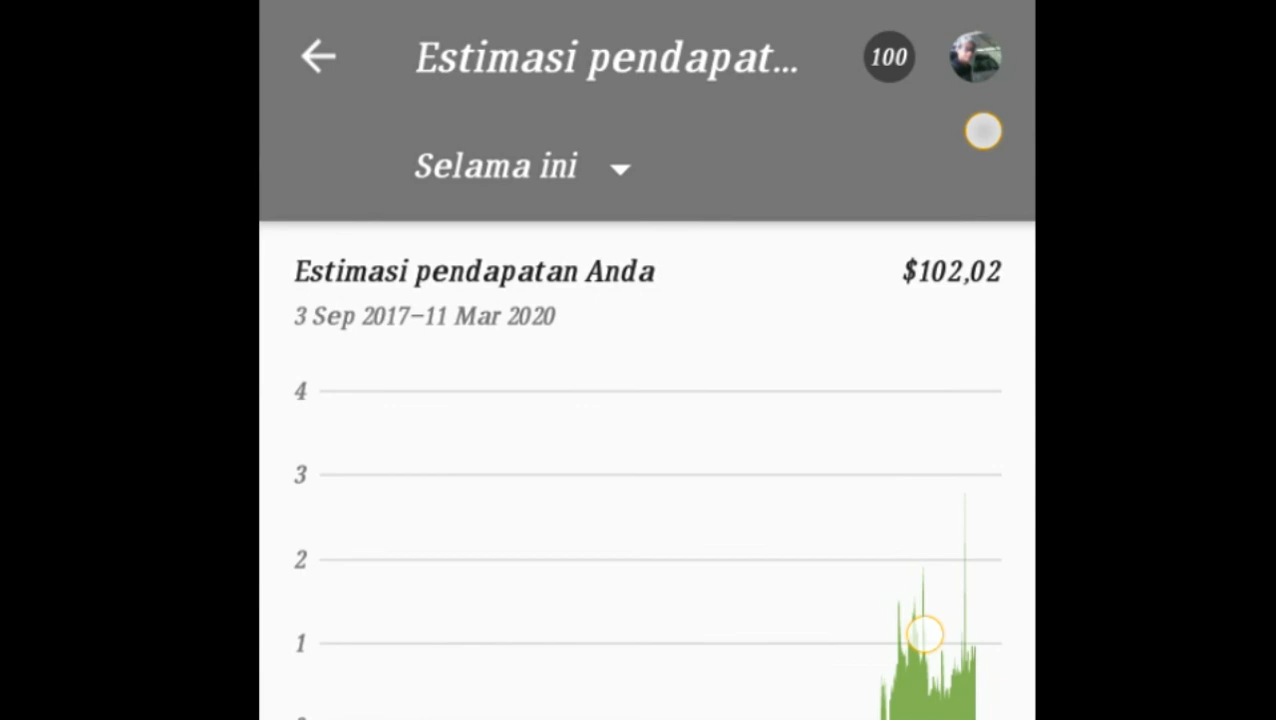 Estimasi pendapat... 100
Selama ini
Estimasi pendapatan Anda $102,02
3 Sep 2017–11 Mar 2020
4
3
2
1